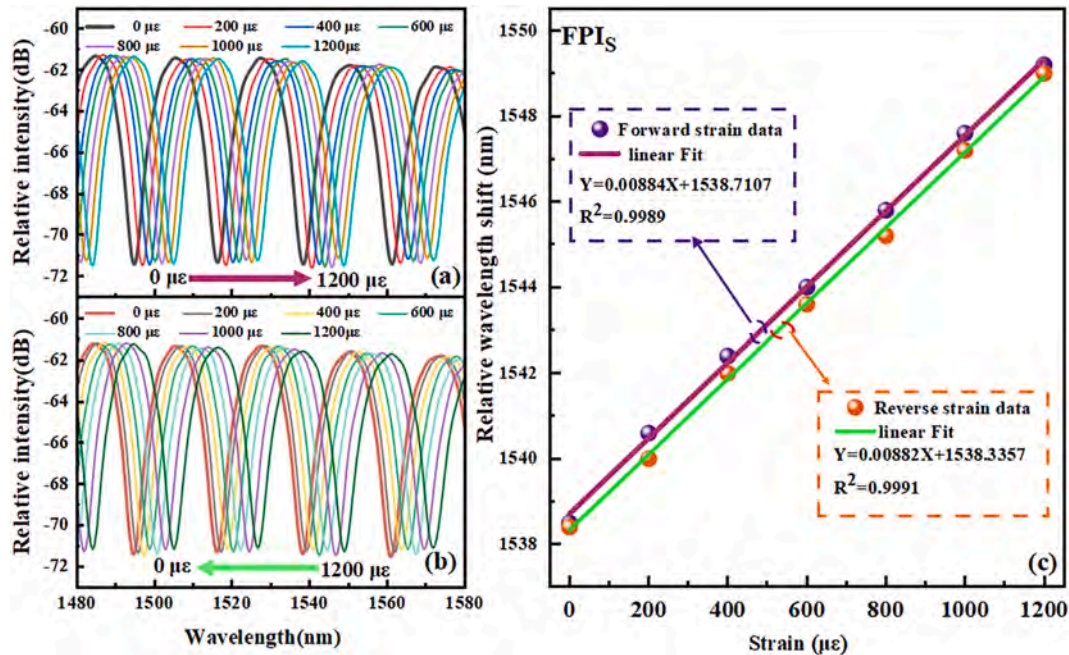 -60
-62
-64
-66
-68
-70
-72
Relative intensity(dB)
0 µε 200 µε 400 µε 600 µε
800 µε 1000 µε 1200µε
0 µε 1200 µε
(a)
-60
-62
-64
-66
-68
-70
-72
Relative intensity(dB)
0 µε 200 µε 400 µε 600 µε
800 µε 1000 µε 1200µε
0 µε 1200 µε
(b)
1480 1500 1520 1540 1560 1580
Wavelength(nm)
1550
1548
1546
1544
1542
1540
1538
Relative wavelength shift (nm)
FPIS
Forward strain data
linear Fit
Y=0.00884X+1538.7107
R²=0.9989
Reverse strain data
linear Fit
Y=0.00882X+1538.3357
R²=0.9991
(c)
0 200 400 600 800 1000 1200
Strain (µε)